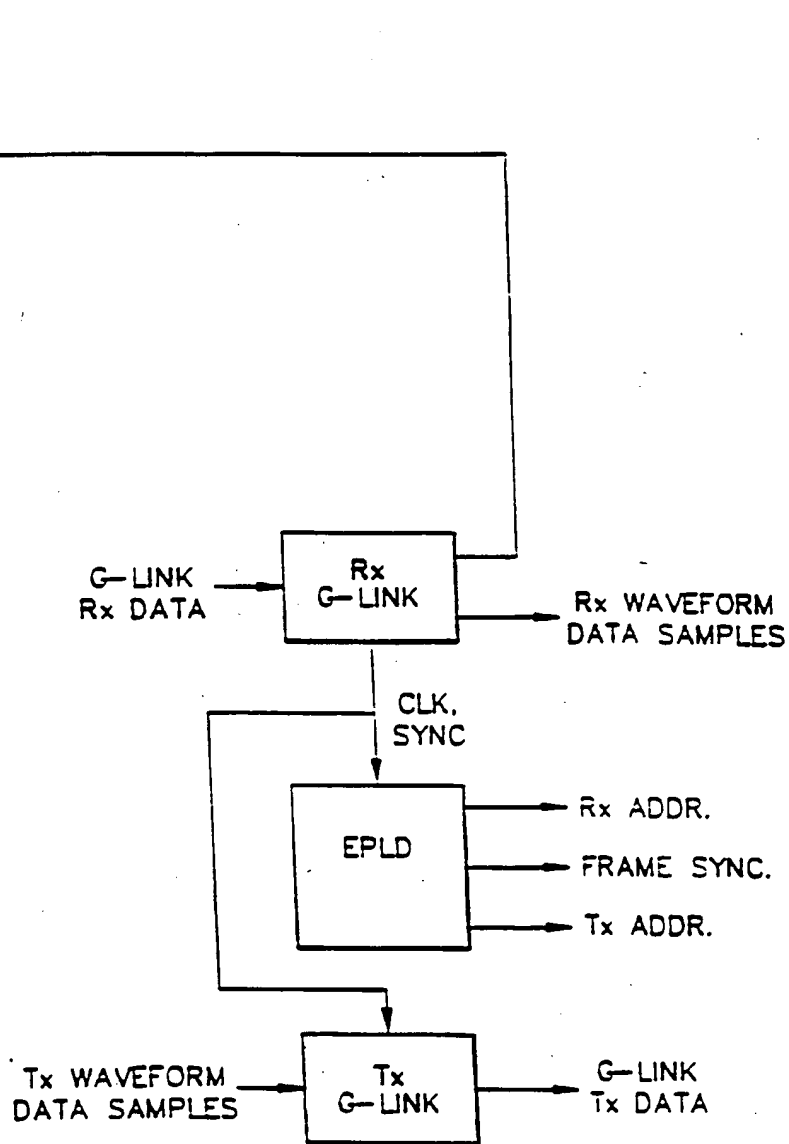 G-LINK
Rx DATA
Rx
G-LINK
Rx WAVEFORM
DATA SAMPLES
CLK.
SYNC
EPLD
Rx ADDR.
FRAME SYNC.
Tx ADDR.
Tx WAVEFORM
DATA SAMPLES
Tx
G-LINK
G-LINK
Tx DATA